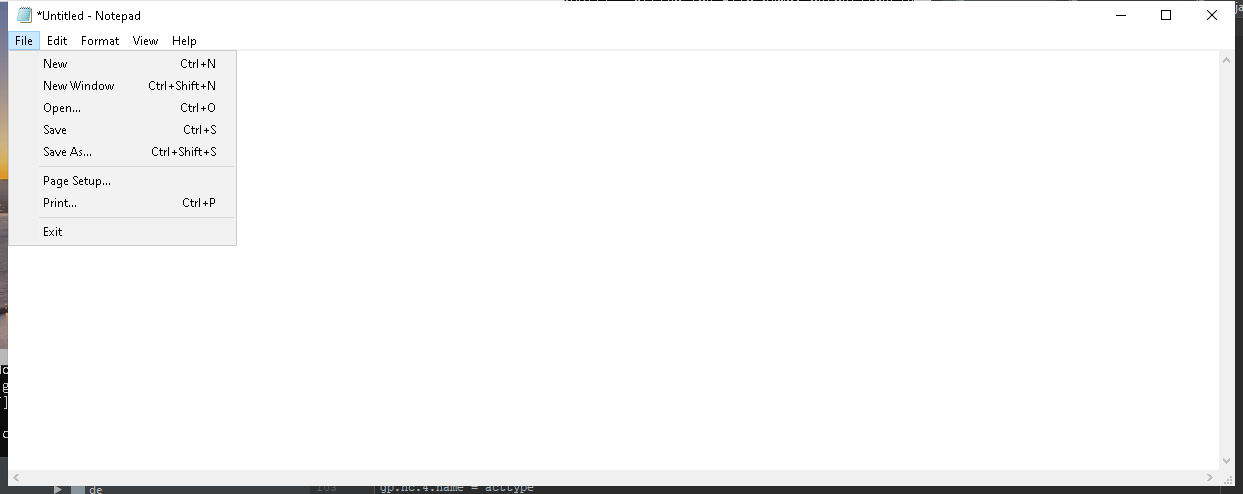 *Untitled - Notepad
File Edit Format View Help
New Ctrl+N
New Window Ctrl+Shift+N
Open... Ctrl+O
Save Ctrl+S
Save As... Ctrl+Shift+S
Page Setup...
Print... Ctrl+P
Exit
de
gp.nc.4.name = acctype